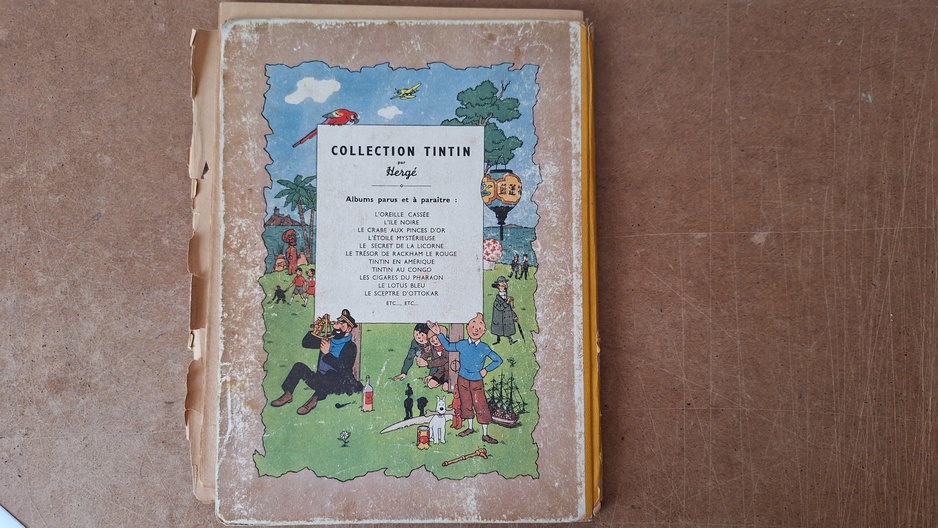 COLLECTION TINTIN
par
Hergé
Albums parus et à paraître :
L'OREILLE CASSÉE
L'ILE NOIRE
LE CRABE AUX PINCES D'OR
L'ÉTOILE MYSTÉRIEUSE
LE SECRET DE LA LICORNE
LE TRÉSOR DE RACKHAM LE ROUGE
TINTIN EN AMÉRIQUE
TINTIN AU CONGO
LES CIGARES DU PHARAON
LE LOTUS BLEU
LE SCEPTRE D'OTTOKAR
ETC..., ETC...